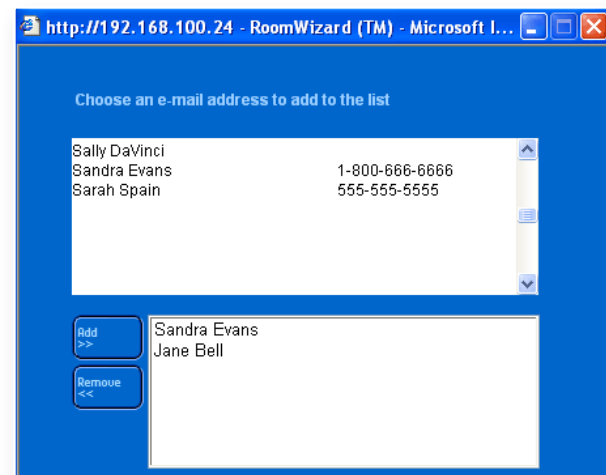 http://192.168.100.24 - RoomWizard (TM) - Microsoft I...
Choose an e-mail address to add to the list
Sally DaVinci
Sandra Evans 1-800-666-6666
Sarah Spain 555-555-5555
Add
>>
Sandra Evans
Jane Bell
Remove
<<